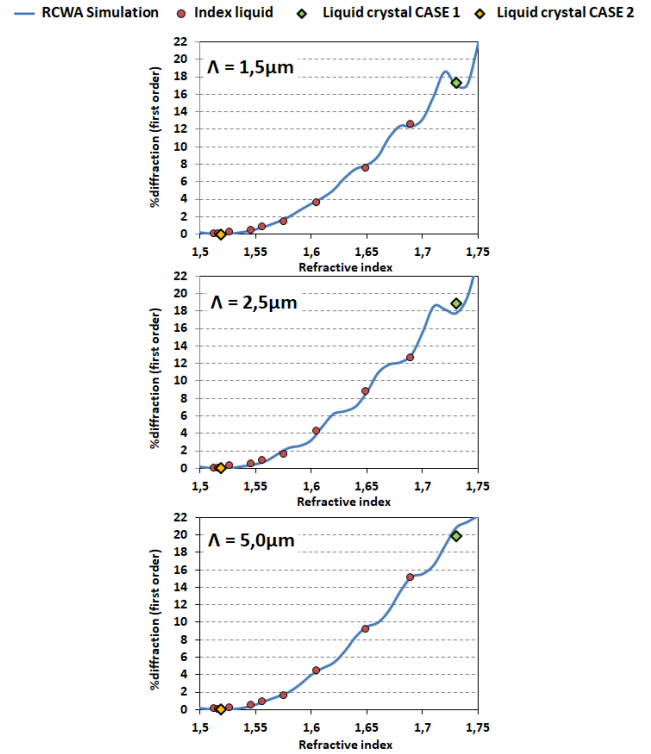 RCWA Simulation Index liquid Liquid crystal CASE 1 Liquid crystal CASE 2
22
20
18
16
14
12
10
8
6
4
2
0
%diffraction (first order)
Λ = 1,5µm
1,5 1,55 1,6 1,65 1,7 1,75
Refractive index
22
20
18
16
14
12
10
8
6
4
2
0
%diffraction (first order)
Λ = 2,5µm
1,5 1,55 1,6 1,65 1,7 1,75
Refractive index
22
20
18
16
14
12
10
8
6
4
2
0
%diffraction (first order)
Λ = 5,0µm
1,5 1,55 1,6 1,65 1,7 1,75
Refractive index